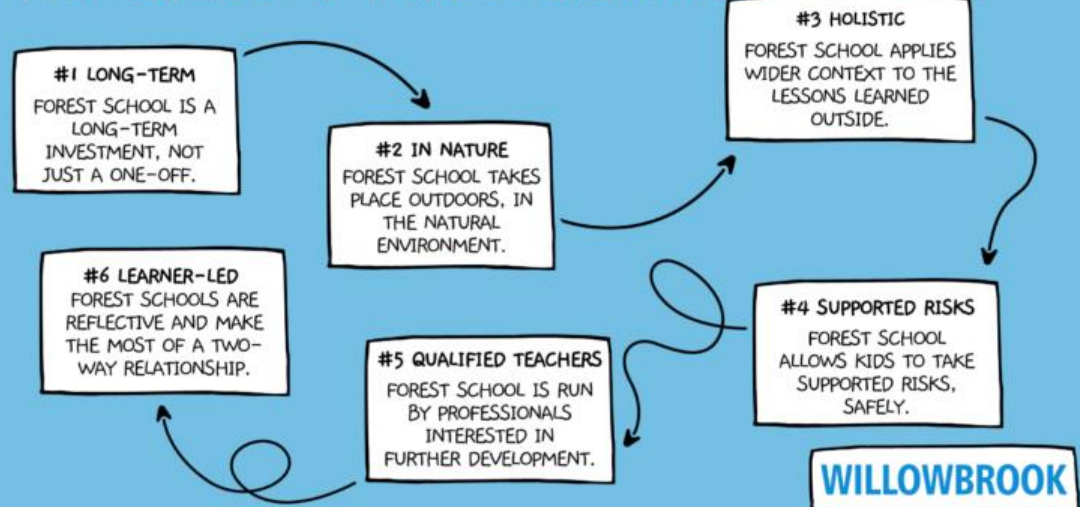 #1 LONG-TERM
FOREST SCHOOL IS A
LONG-TERM
INVESTMENT, NOT
JUST A ONE-OFF.
#2 IN NATURE
FOREST SCHOOL TAKES
PLACE OUTDOORS, IN
THE NATURAL
ENVIRONMENT.
#3 HOLISTIC
FOREST SCHOOL APPLIES
WIDER CONTEXT TO THE
LESSONS LEARNED
OUTSIDE.
#4 SUPPORTED RISKS
FOREST SCHOOL
ALLOWS KIDS TO TAKE
SUPPORTED RISKS,
SAFELY.
#5 QUALIFIED TEACHERS
FOREST SCHOOL IS RUN
BY PROFESSIONALS
INTERESTED IN
FURTHER DEVELOPMENT.
#6 LEARNER-LED
FOREST SCHOOLS ARE
REFLECTIVE AND MAKE
THE MOST OF A TWO-
WAY RELATIONSHIP.
WILLOWBROOK